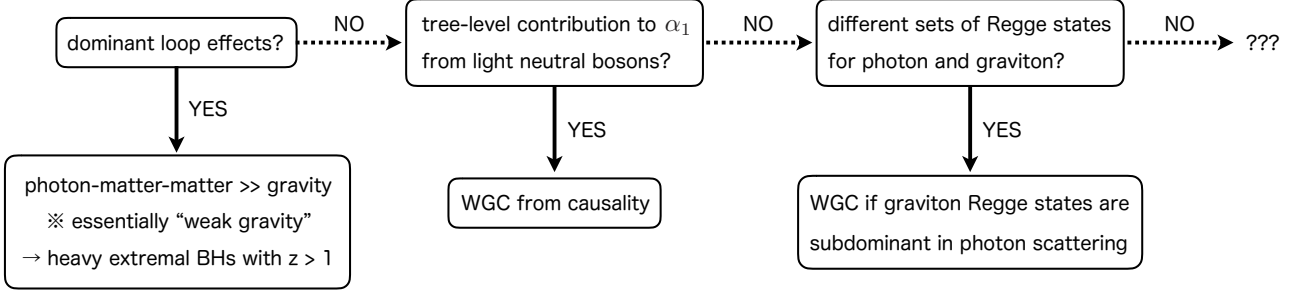 dominant loop effects?
NO
tree-level contribution to α₁
from light neutral bosons?
NO
different sets of Regge states
for photon and graviton?
NO
???
YES
YES
YES
photon-matter-matter >> gravity
※ essentially “weak gravity”
→ heavy extremal BHs with z > 1
WGC from causality
WGC if graviton Regge states are
subdominant in photon scattering